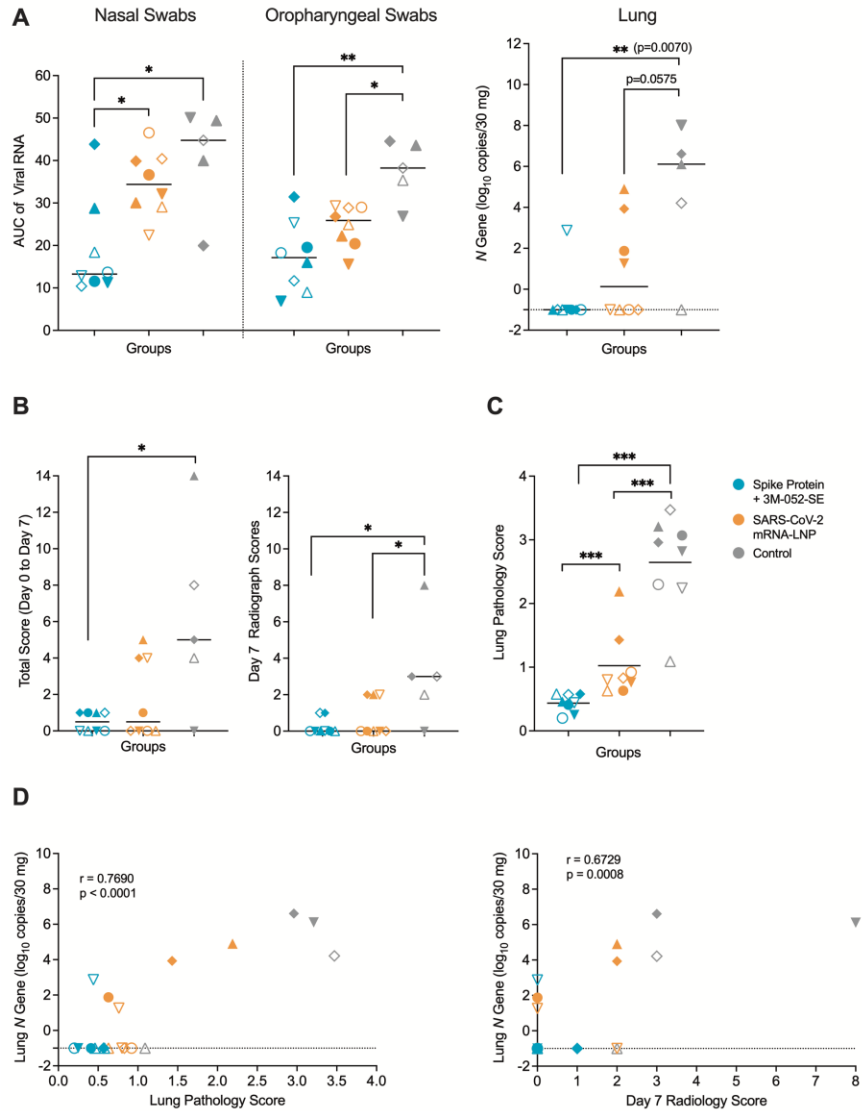 A
Nasal Swabs
Oropharyngeal Swabs
Lung
AUC of Viral RNA
60
50
40
30
20
10
0
*
*
**
*
Groups
Groups
N Gene (log10 copies/30 mg)
12
10
8
6
4
2
0
-2
** (p=0.0070)
p=0.0575
Groups
B
Total Score (Day 0 to Day 7)
14
12
10
8
6
4
2
0
*
Groups
Day 7 Radiograph Scores
14
12
10
8
6
4
2
0
*
*
Groups
C
Lung Pathology Score
4
3
2
1
0
***
***
***
Groups
Spike Protein
+ 3M-052-SE
SARS-CoV-2
mRNA-LNP
Control
D
Lung N Gene (log10 copies/30 mg)
10
8
6
4
2
0
-2
r = 0.7690
p < 0.0001
0.0 0.5 1.0 1.5 2.0 2.5 3.0 3.5 4.0
Lung Pathology Score
Lung N Gene (log10 copies/30 mg)
10
8
6
4
2
0
-2
r = 0.6729
p = 0.0008
0 1 2 3 4 5 6 7 8
Day 7 Radiology Score